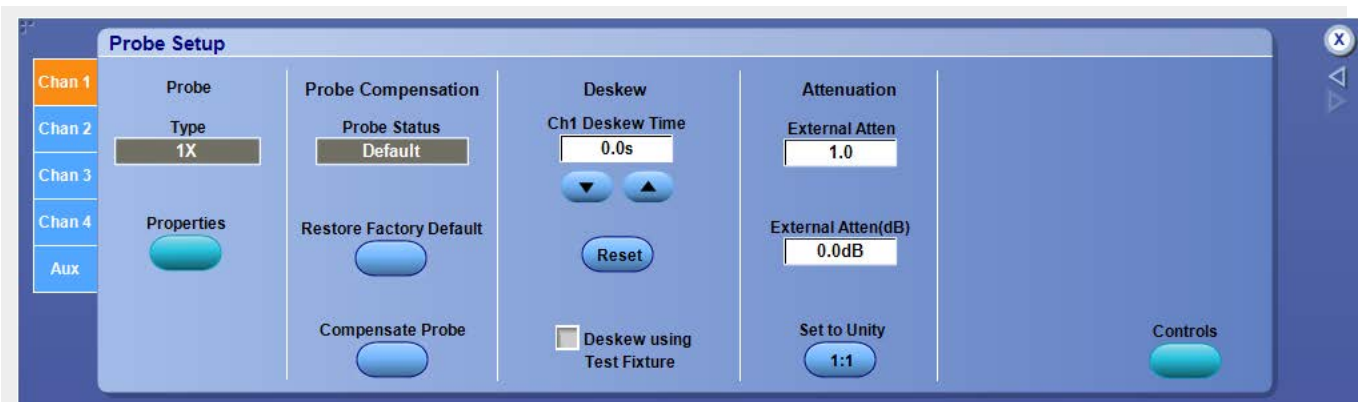 Probe Setup
X
Chan 1
Chan 2
Chan 3
Chan 4
Aux
Probe
Type
1X
Properties
Probe Compensation
Probe Status
Default
Restore Factory Default
Compensate Probe
Deskew
Ch1 Deskew Time
0.0s
Reset
Deskew using
Test Fixture
Attenuation
External Atten
1.0
External Atten(dB)
0.0dB
Set to Unity
1:1
Controls